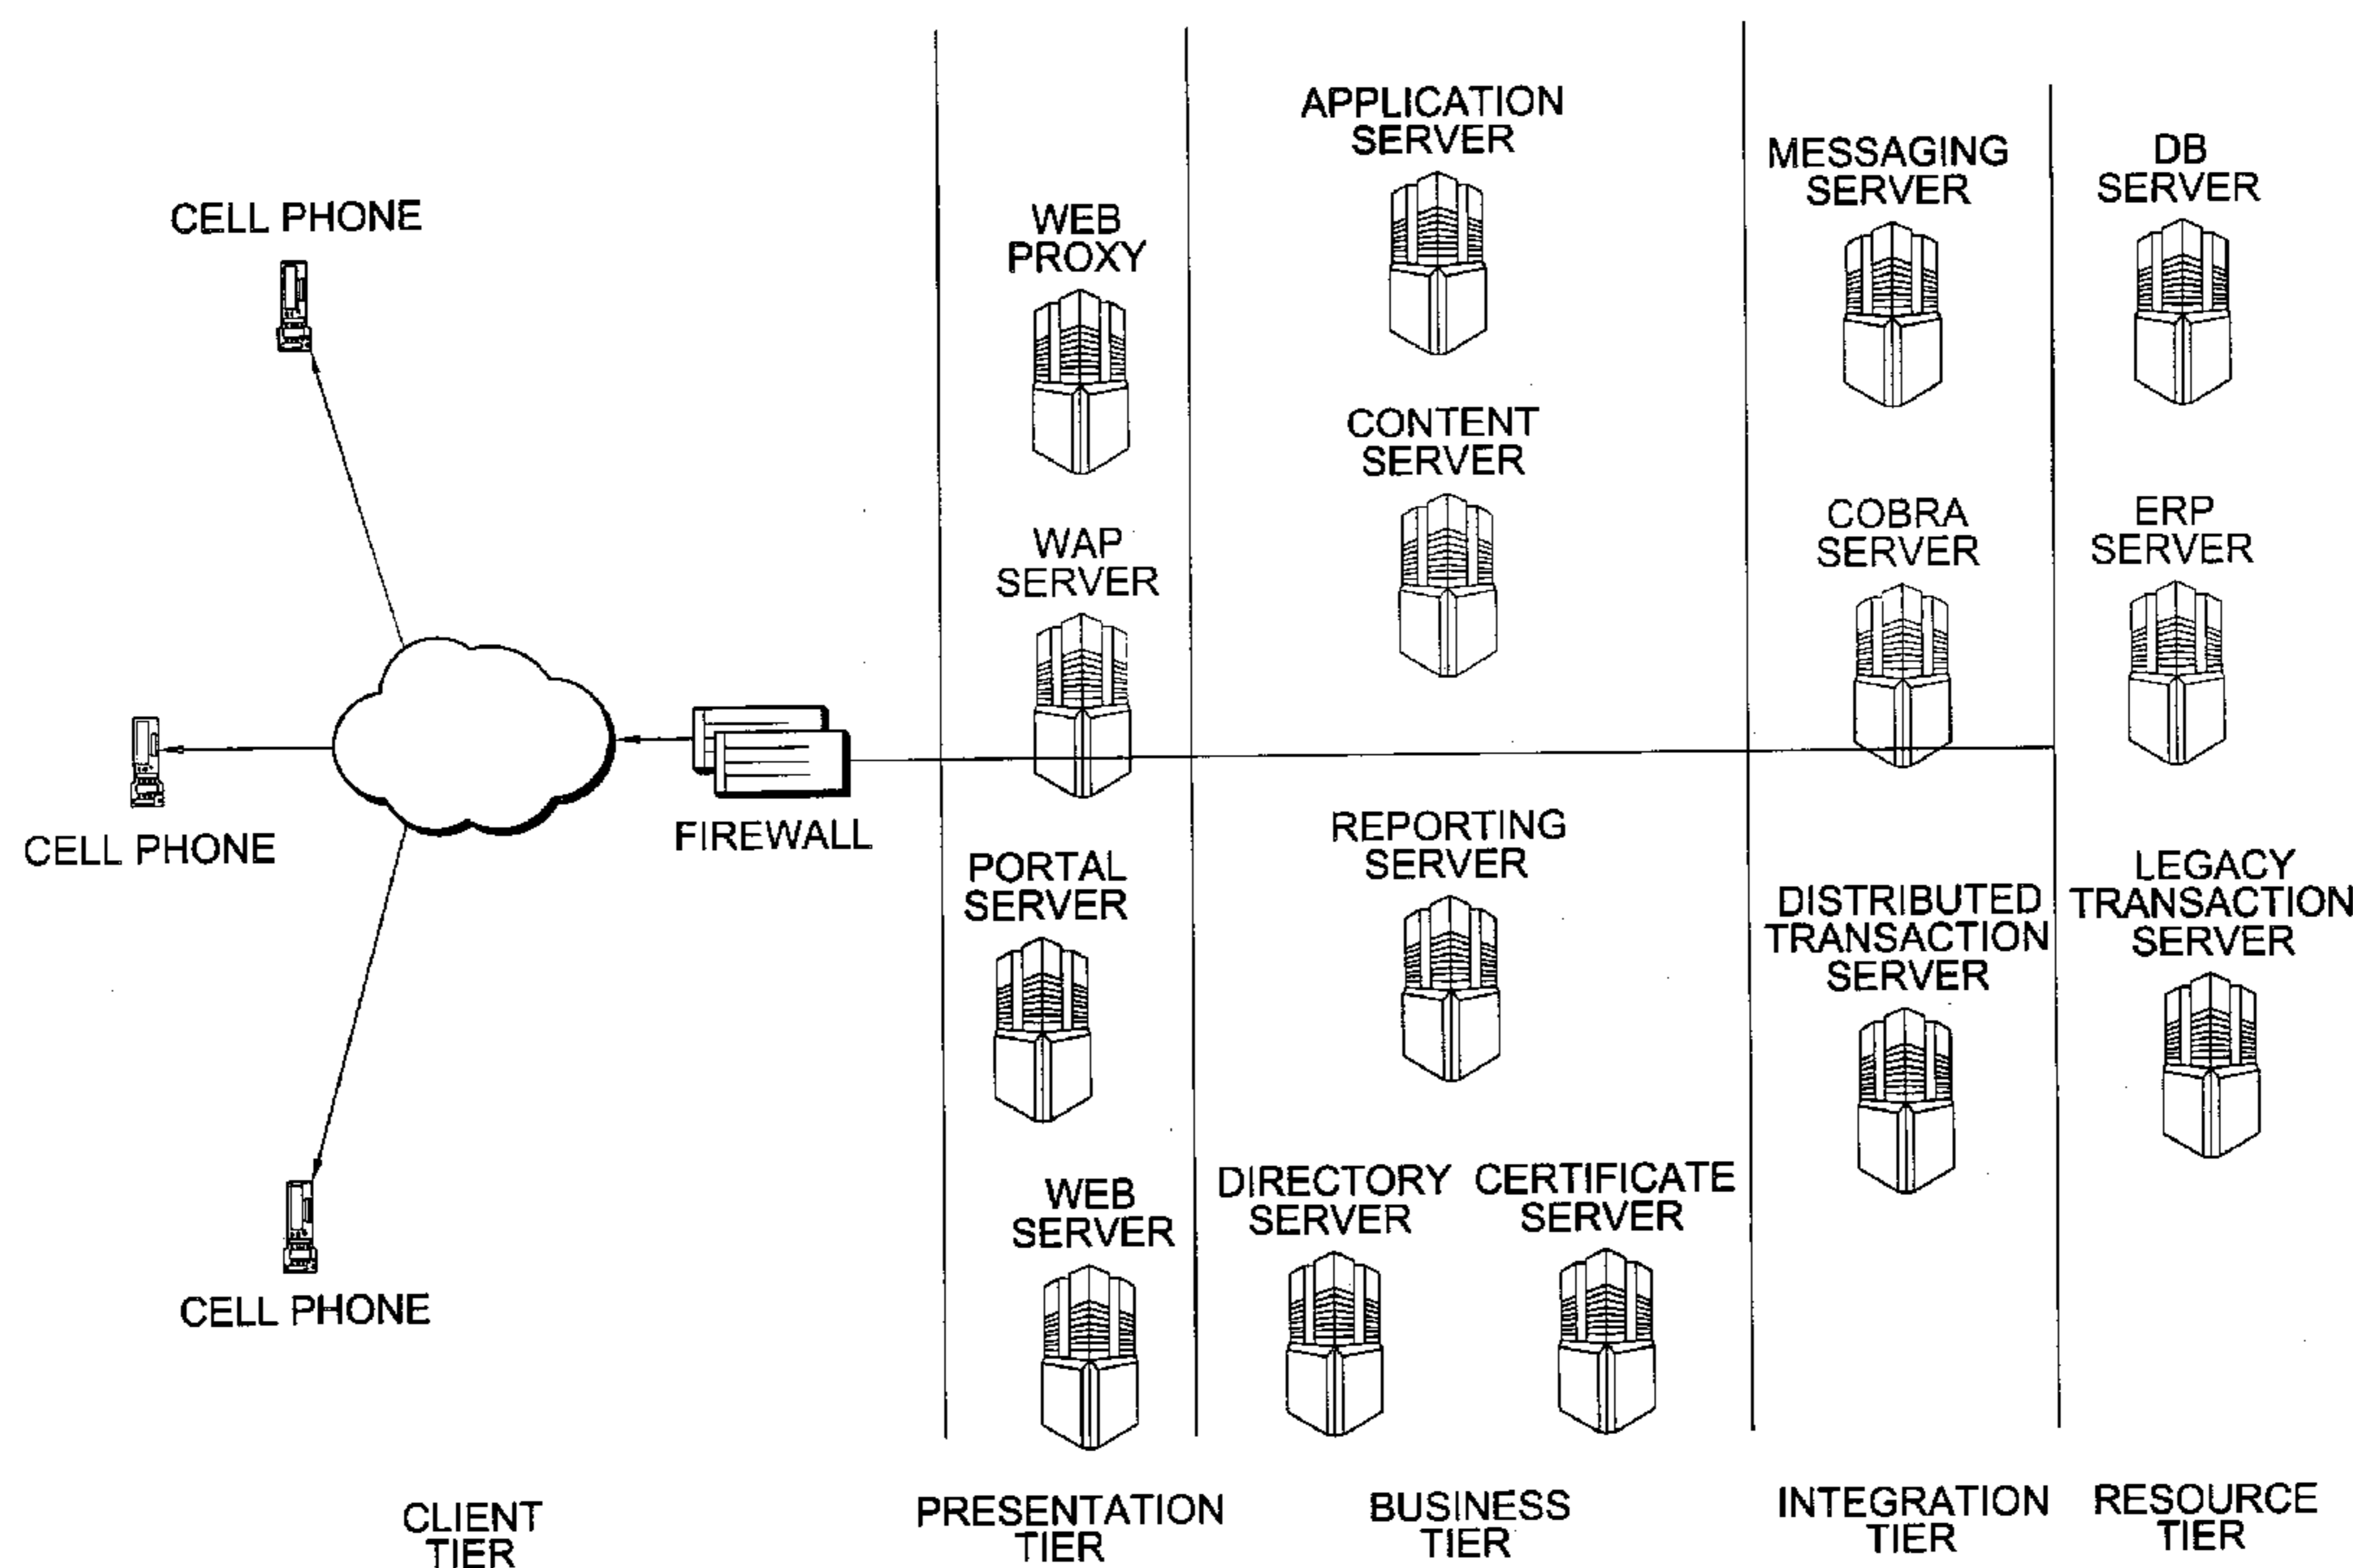 CELL PHONE
CELL PHONE
CELL PHONE
FIREWALL
CLIENT
TIER
WEB
PROXY
WAP
SERVER
PORTAL
SERVER
WEB
SERVER
PRESENTATION
TIER
APPLICATION
SERVER
CONTENT
SERVER
REPORTING
SERVER
DIRECTORY
SERVER
CERTIFICATE
SERVER
BUSINESS
TIER
MESSAGING
SERVER
COBRA
SERVER
DISTRIBUTED
TRANSACTION
SERVER
INTEGRATION
TIER
DB
SERVER
ERP
SERVER
LEGACY
TRANSACTION
SERVER
RESOURCE
TIER